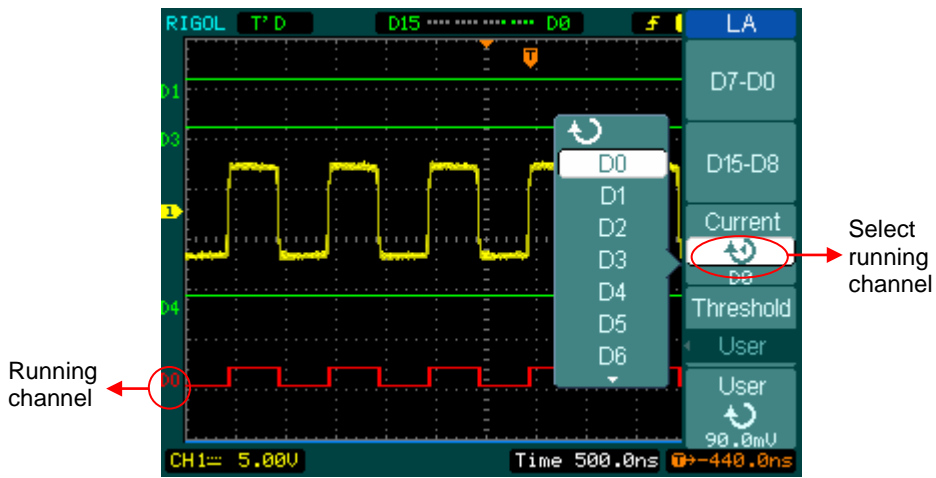 RIGOL T'D D15 D0 LA
D7-D0
D1
D3
D0
D15-D8
D1
1
D2
Current
D3
D0
D4
D4
Threshold
D5
User
D6
D0
User
90.0mV
CH1 5.00V Time 500.0ns T→-440.0ns
T
Select
running
channel
Running
channel